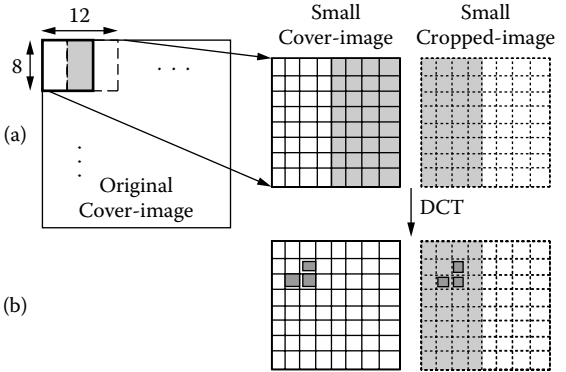 12
8
. . .
Small
Cover-image
Small
Cropped-image
(a)
. . .
Original
Cover-image
DCT
(b)